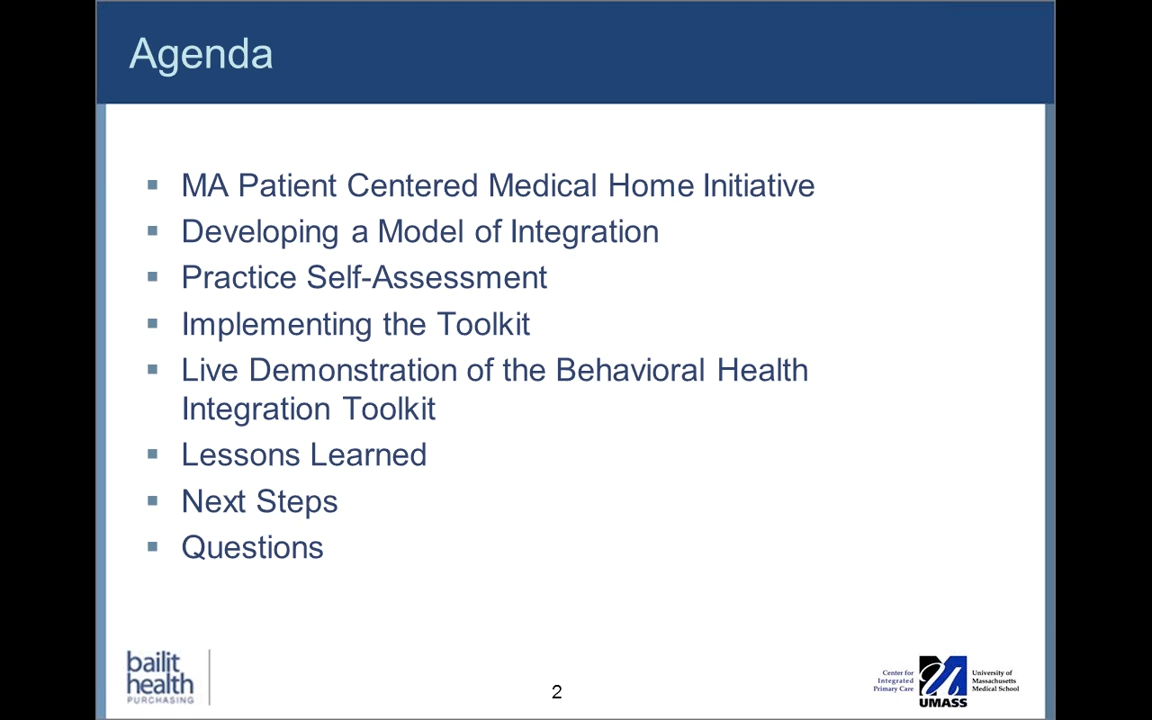 Agenda
MA Patient Centered Medical Home Initiative
Developing a Model of Integration
Practice Self-Assessment
Implementing the Toolkit
Live Demonstration of the Behavioral Health
Integration Toolkit
Lessons Learned
Next Steps
Questions
bailit
health
PURCHASING
2
Center for
Integrated
Primary Care
UMASS
University of
Massachusetts
Medical School